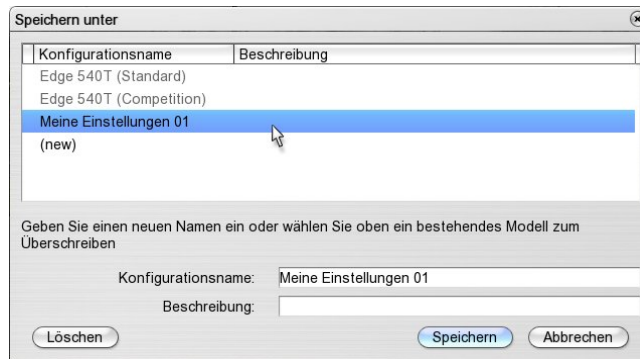 Speichern unter
Konfigurationsname Beschreibung
Edge 540T (Standard)
Edge 540T (Competition)
Meine Einstellungen 01
(new)
Geben Sie einen neuen Namen ein oder wählen Sie oben ein bestehendes Modell zum
Überschreiben
Konfigurationsname: Meine Einstellungen 01
Beschreibung:
Löschen Speichern Abbrechen